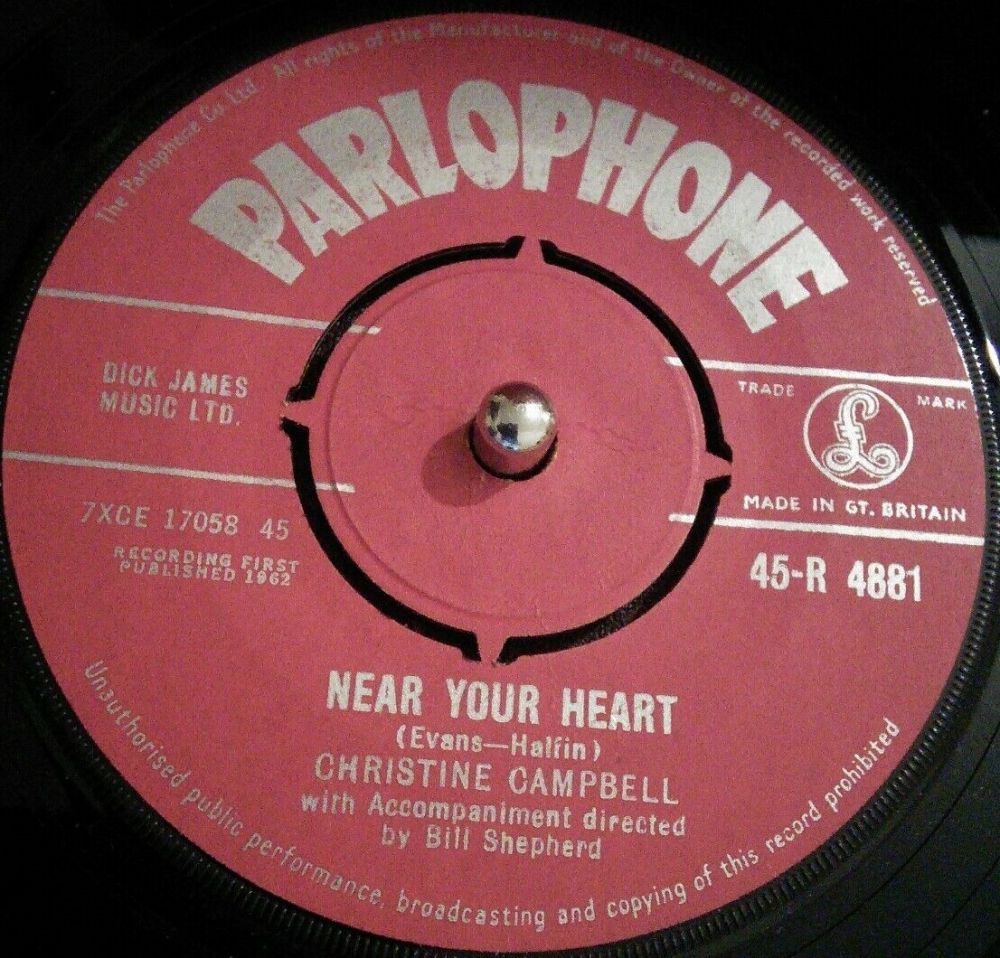 The Parlophone Co Ltd. All rights of the Manufacturer and of the Owner of the recorded work reserved
PARLOPHONE
DICK JAMES
MUSIC LTD.
TRADE MARK
£
MADE IN GT. BRITAIN
7XCE 17058 45
RECORDING FIRST
PUBLISHED 1962
45-R 4881
NEAR YOUR HEART
(Evans—Halfin)
CHRISTINE CAMPBELL
with Accompaniment directed
by Bill Shepherd
Unauthorised public performance, broadcasting and copying of this record prohibited